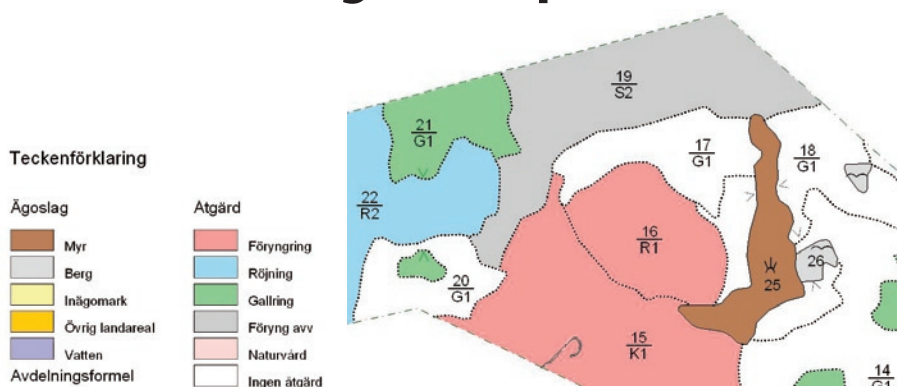 Teckenförklaring
Ägoslag
Myr
Berg
Inägomark
Övrig landareal
Vatten
Avdelningsformel
Åtgärd
Föryngring
Röjning
Gallring
Föryng avv
Naturvård
Ingen åtgärd
19
S2
21
G1
17
G1
18
G1
22
R2
16
R1
26
20
G1
25
15
K1
14
G1